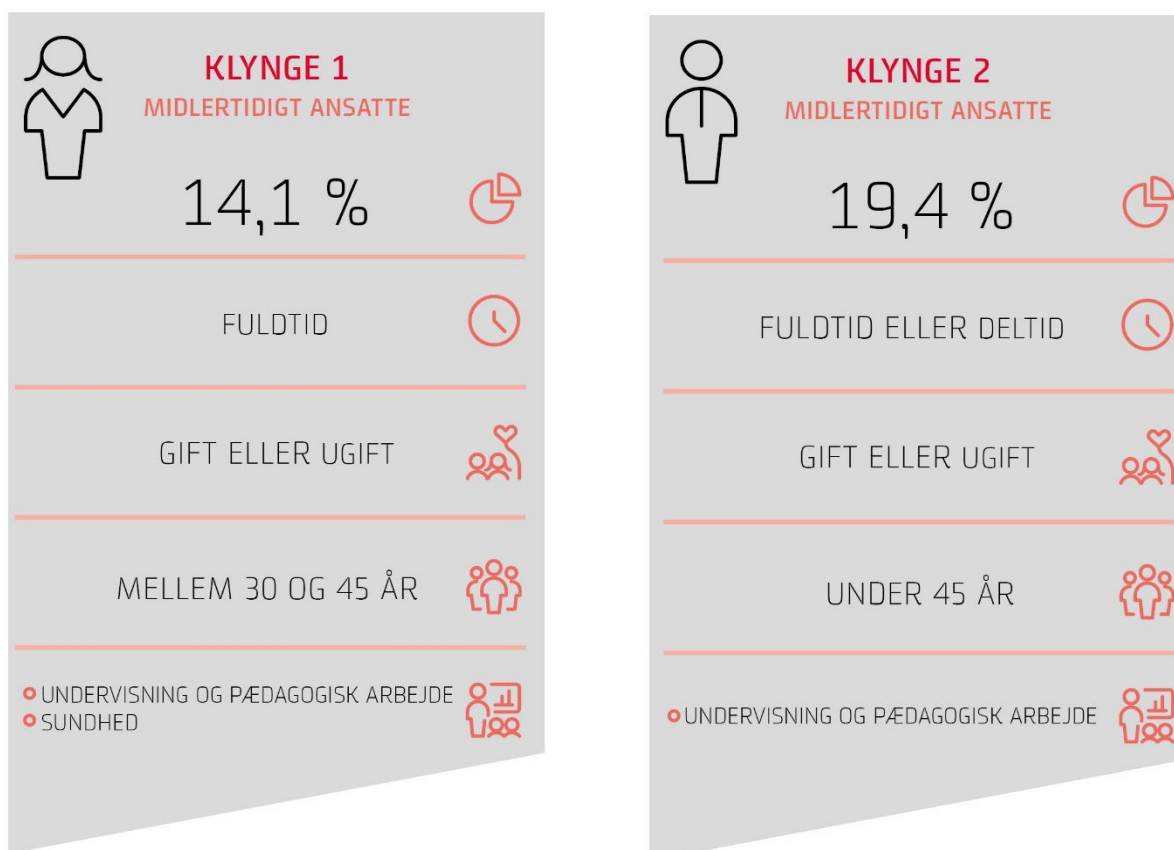 KLYNGE 1
MIDLERTIDIGT ANSATTE
14,1 %
FULDTID
GIFT ELLER UGIFT
MELLEM 30 OG 45 ÅR
UNDERVISNING OG PÆDAGOGISK ARBEJDE
SUNDHED
KLYNGE 2
MIDLERTIDIGT ANSATTE
19,4 %
FULDTID ELLER DELTID
GIFT ELLER UGIFT
UNDER 45 ÅR
UNDERVISNING OG PÆDAGOGISK ARBEJDE